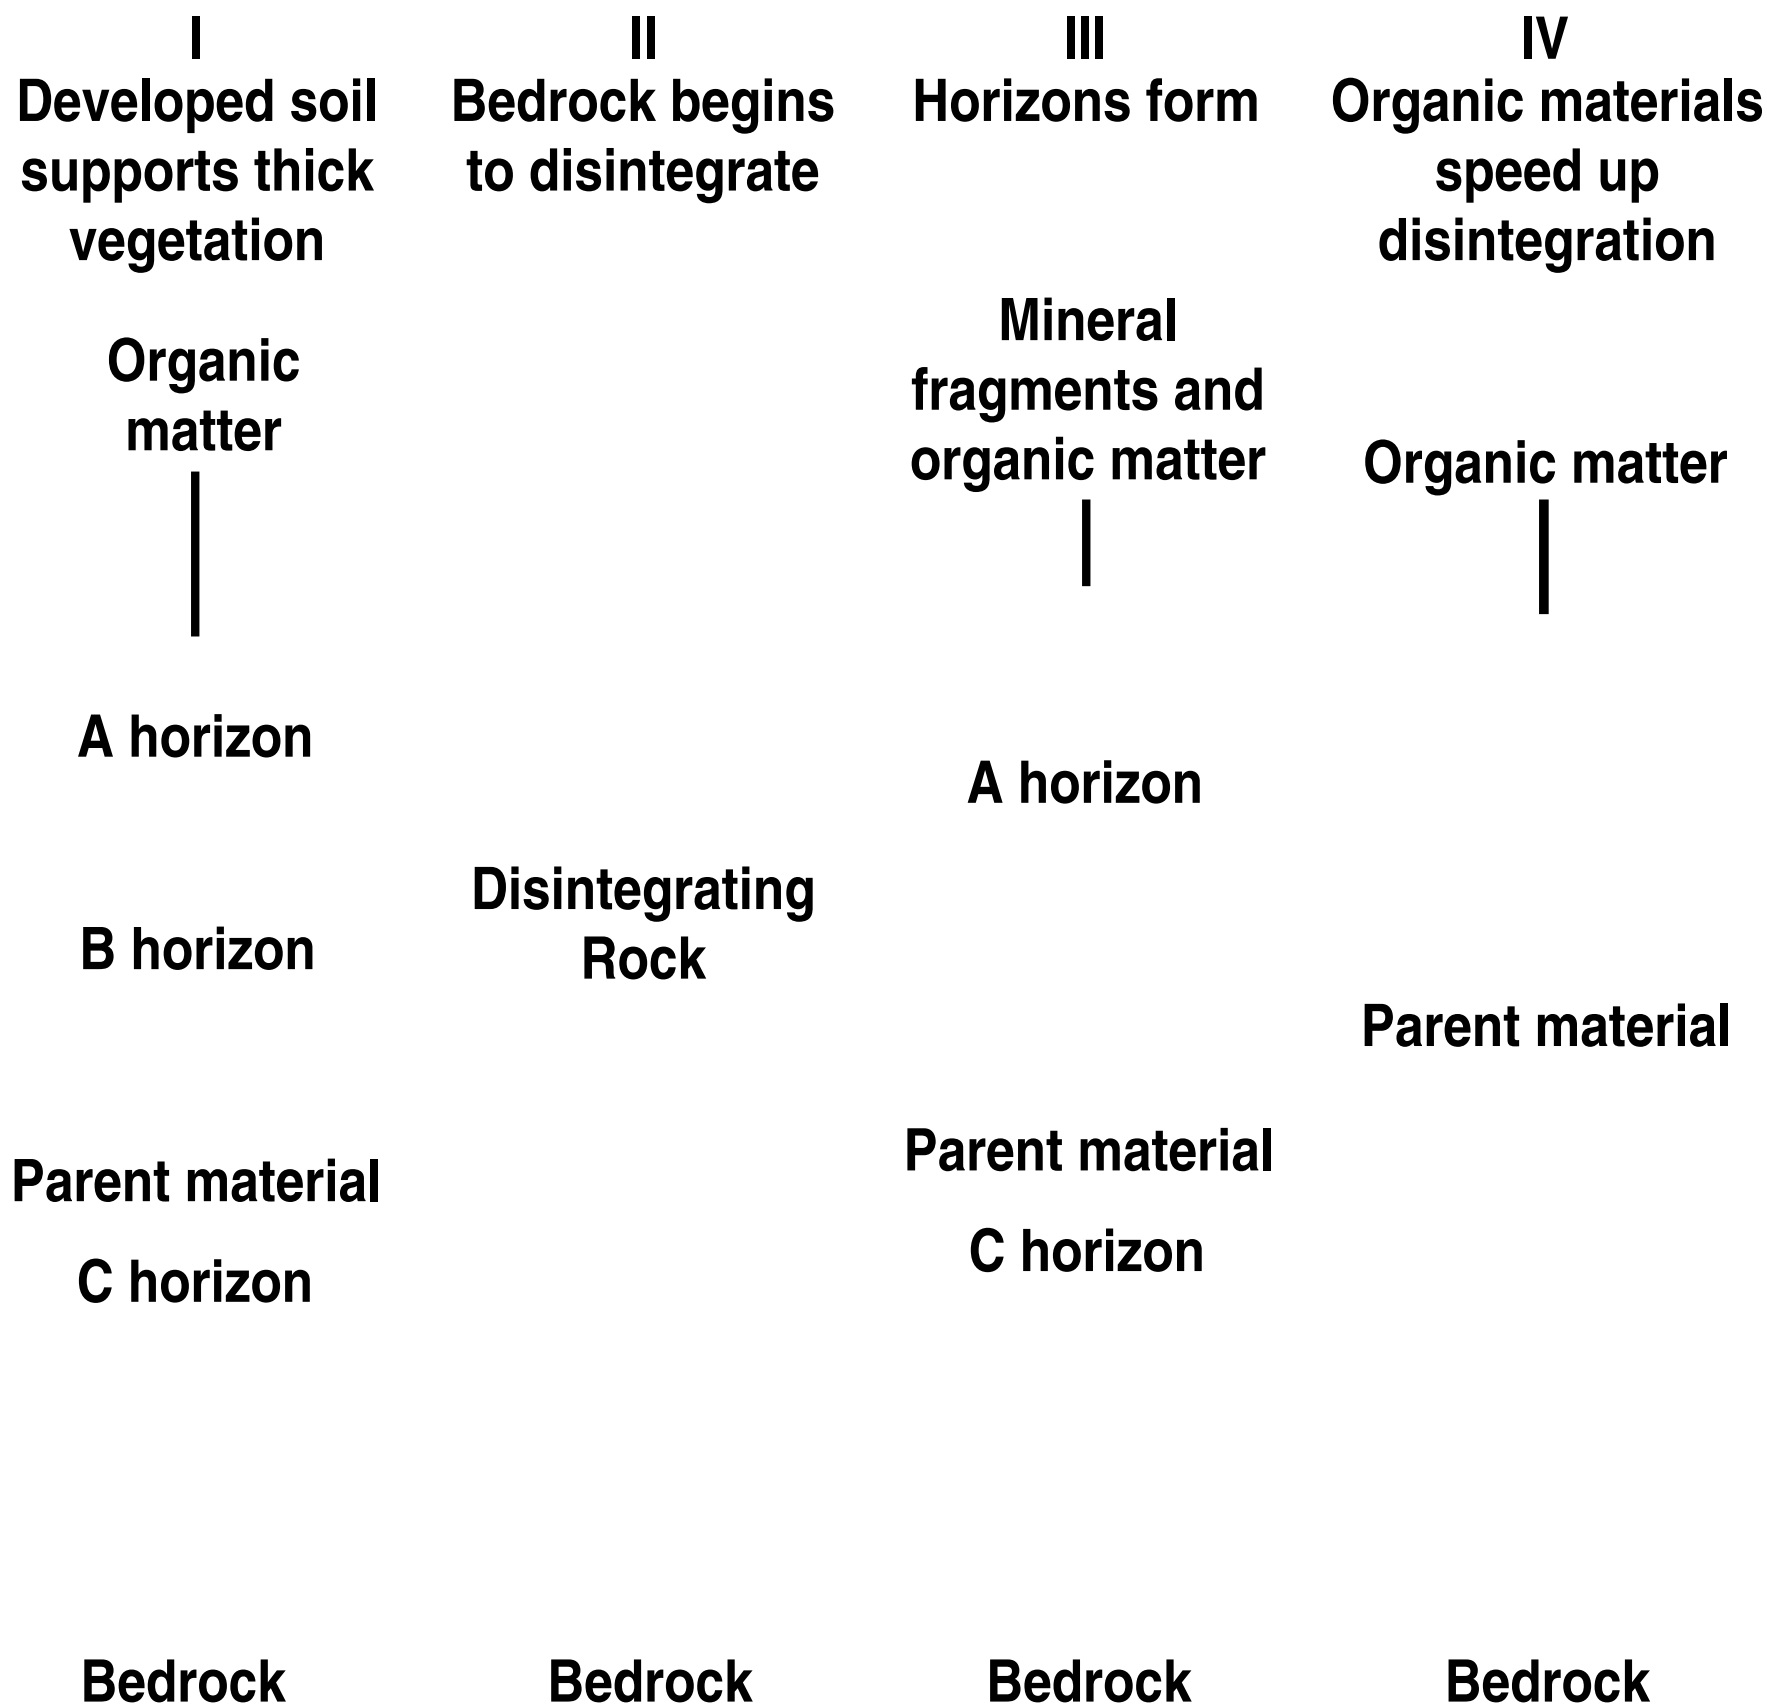 I
Developed soil
supports thick
vegetation
Organic
matter
A horizon
B horizon
Parent material
C horizon
Bedrock
II
Bedrock begins
to disintegrate
Disintegrating
Rock
Bedrock
III
Horizons form
Mineral
fragments and
organic matter
A horizon
Parent material
C horizon
Bedrock
IV
Organic materials
speed up
disintegration
Organic matter
Parent material
Bedrock